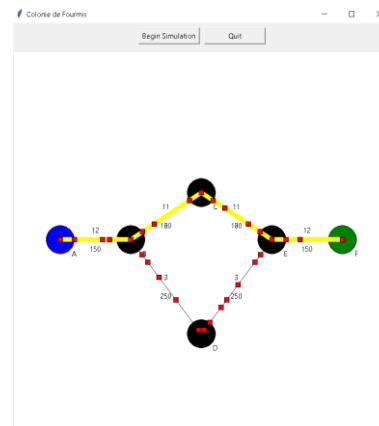 Colonie de Fourmis
Begin Simulation Quit
C
11 11
180 180
12 12
A B E F
150 150
3 3
250 250
D